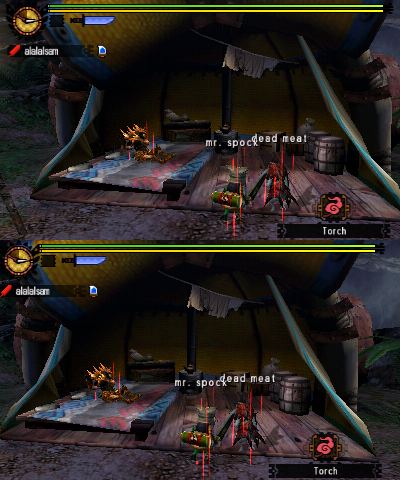 alalalsam
mr. spock
dead meat
Torch
alalalsam
mr. spock
dead meat
Torch